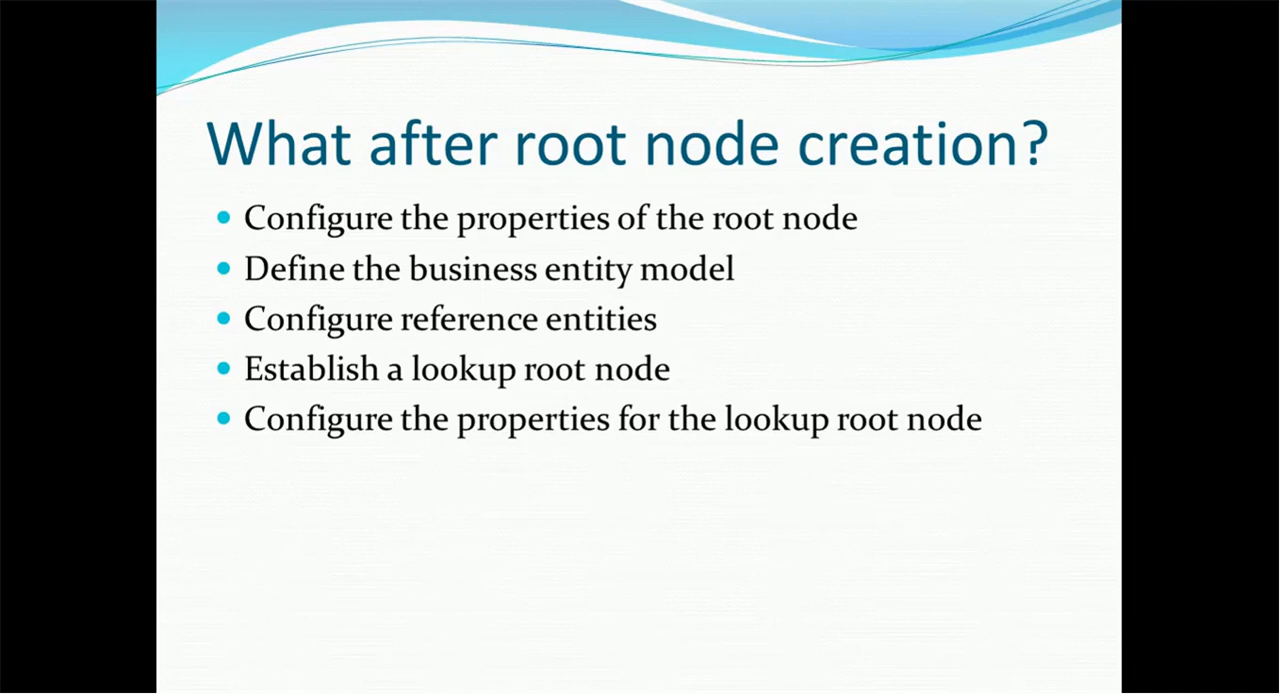 What after root node creation?
Configure the properties of the root node
Define the business entity model
Configure reference entities
Establish a lookup root node
Configure the properties for the lookup root node